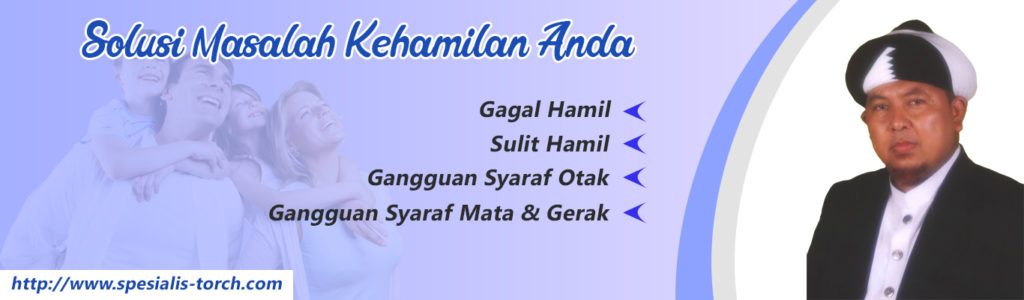 Solusi Masalah Kehamilan Anda
Gagal Hamil
Sulit Hamil
Gangguan Syaraf Otak
Gangguan Syaraf Mata & Gerak
http://www.spesialis-torch.com